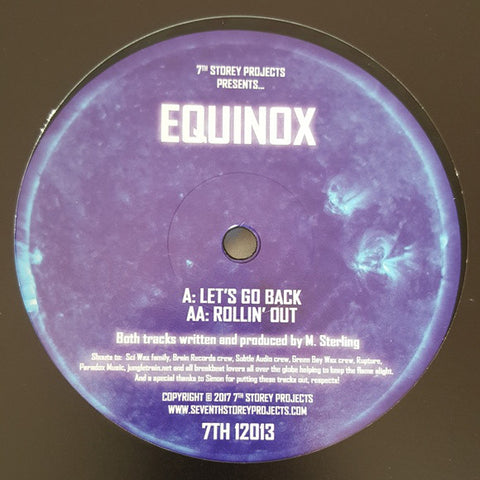 7TH STOREY PROJECTS
PRESENTS...
EQUINOX
A: LET'S GO BACK
AA: ROLLIN' OUT
Both tracks written and produced by M. Sterling
Shouts to: Sci Wax family, Brain Records crew, Subtle Audio crew, Green Bay Wax crew, Rupture,
Paradox Music, jungletrain.net and all breakbeat lovers all over the globe helping to keep the flame alight.
And a special thanks to Simon for putting these tracks out, respects!
COPYRIGHT © 2017 7TH STOREY PROJECTS
WWW.SEVENTHSTOREYPROJECTS.COM
7TH 12013